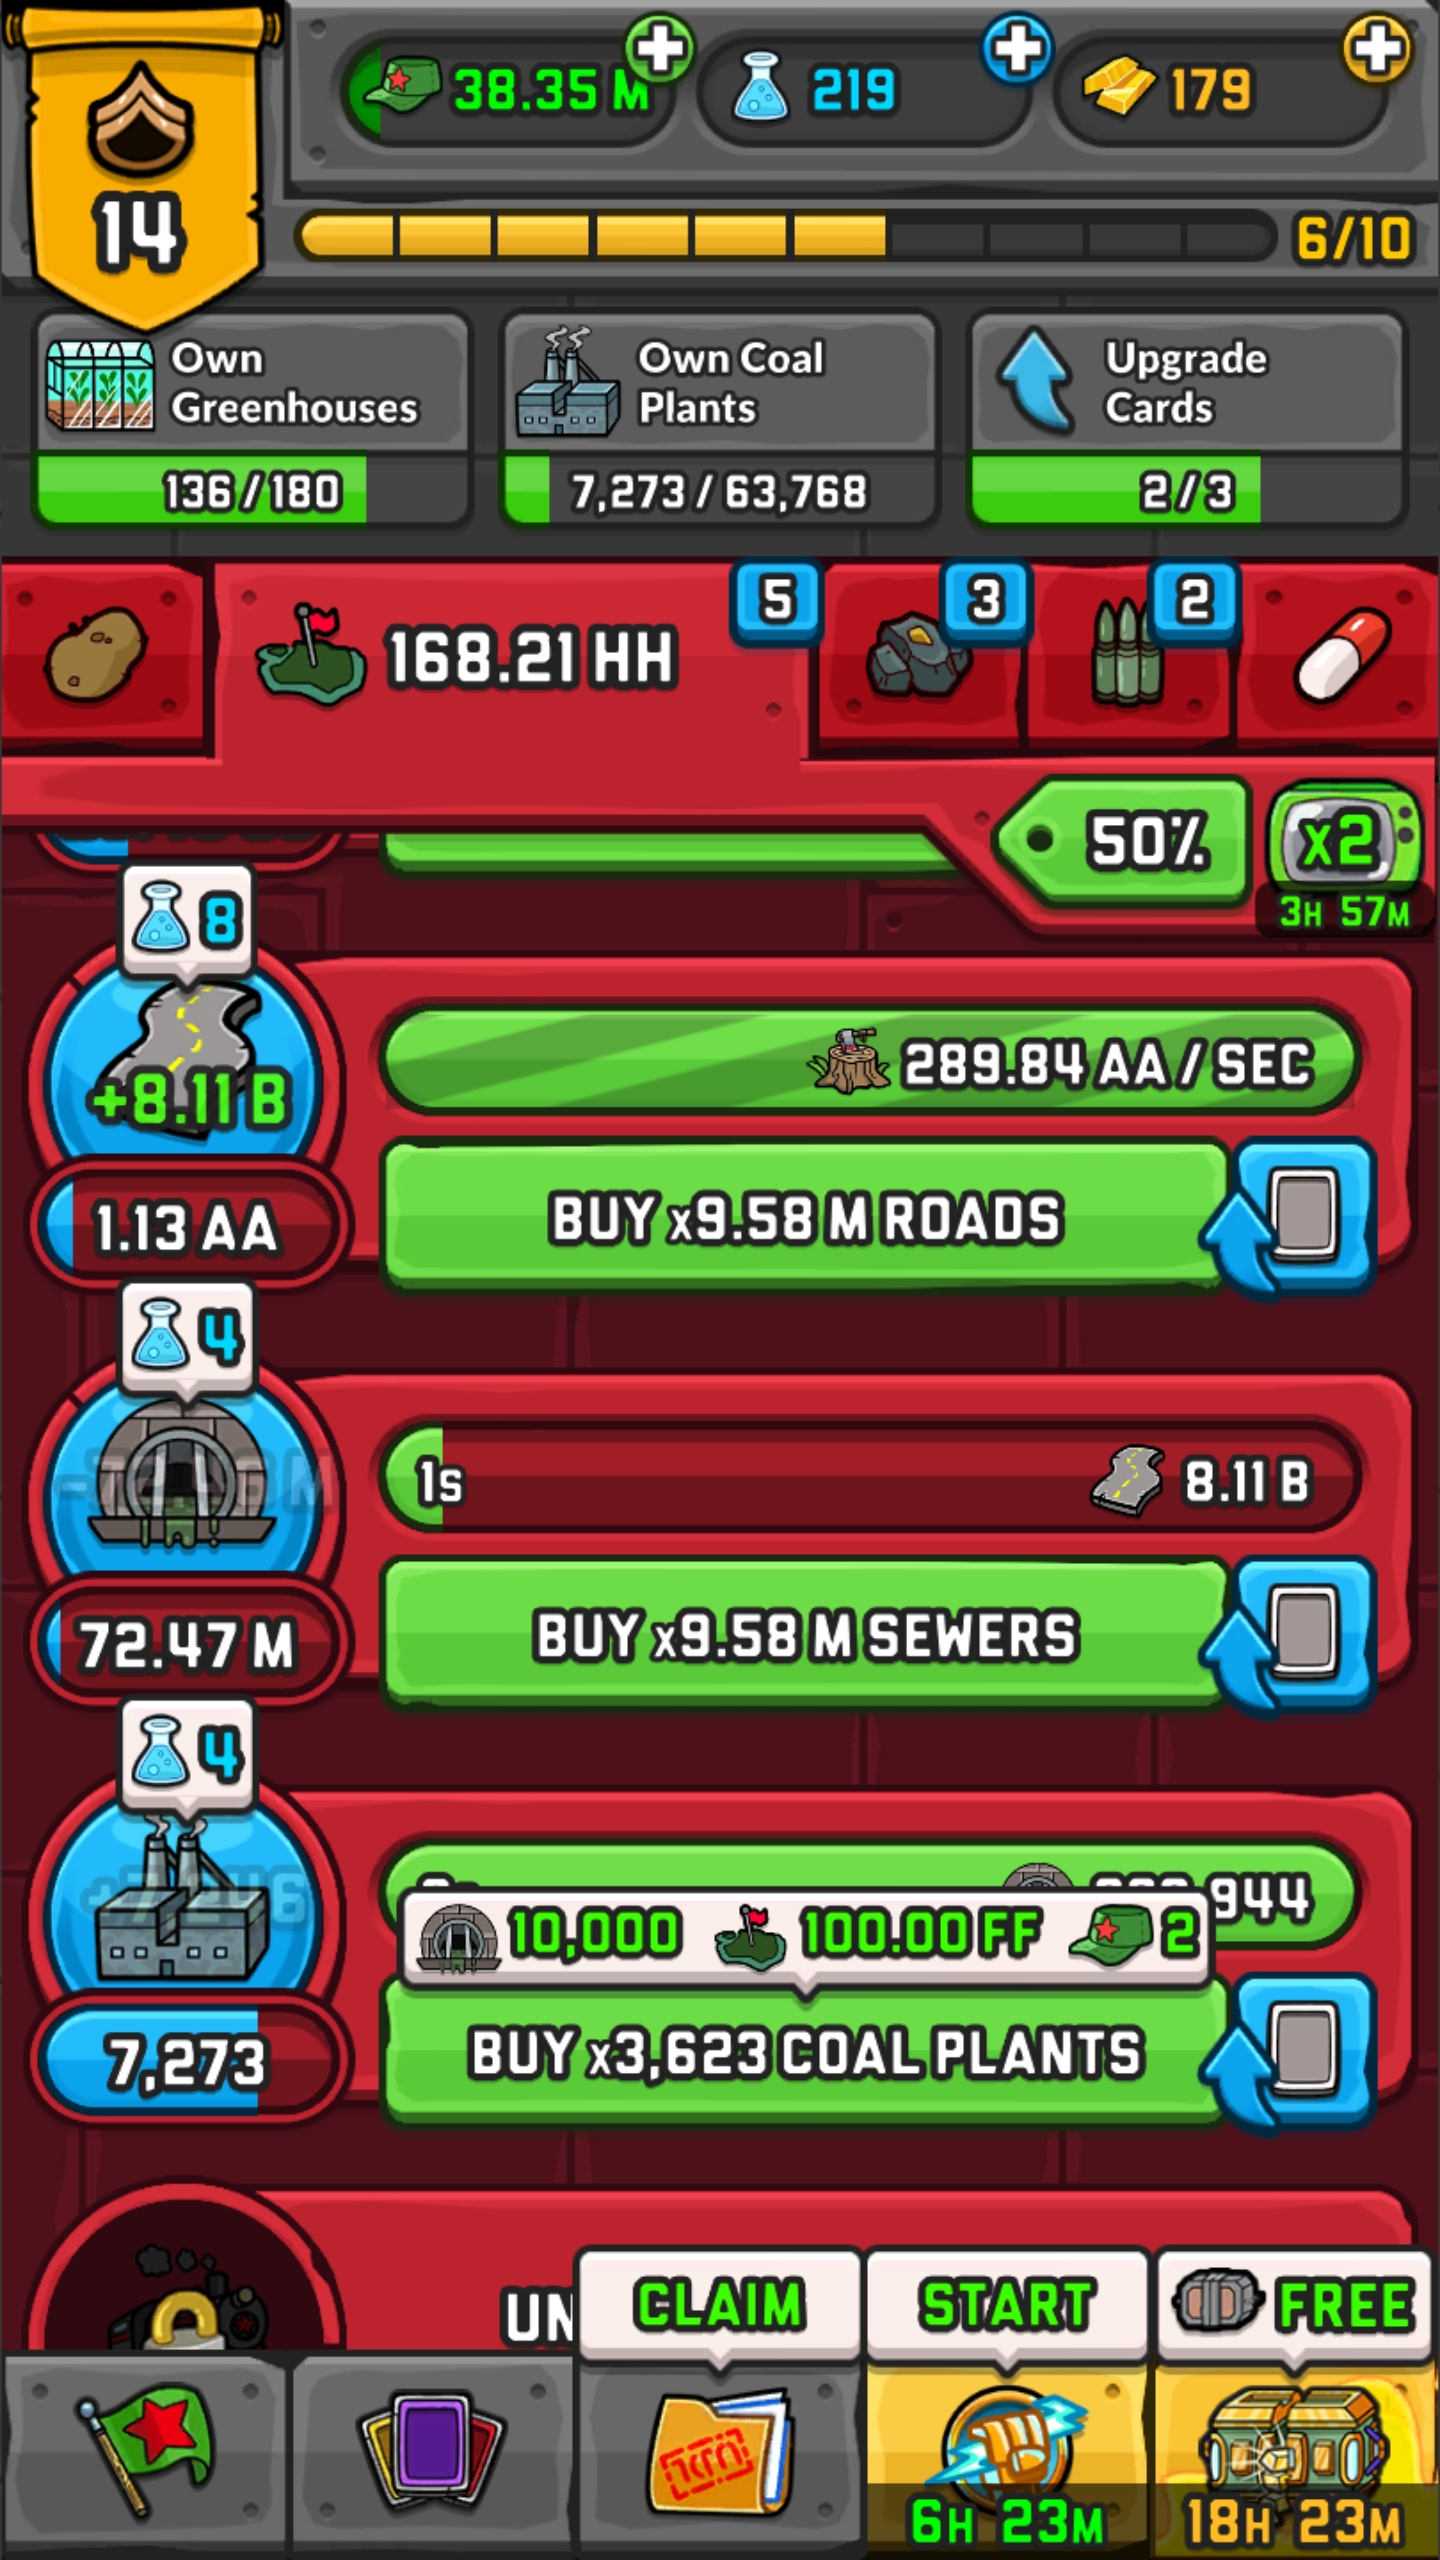 38.35 M
219
179
14
6/10
Own
Greenhouses
136/180
Own Coal
Plants
7,273/63,768
Upgrade
Cards
2/3
168.21 HH
5
3
2
50%
x2
3H 57M
8
+8.11 B
289.84 AA/SEC
1.13 AA
BUY x9.58 M ROADS
4
1s
8.11 B
72.47 M
BUY x9.58 M SEWERS
4
944
10,000
100.00 FF
2
7,273
BUY x3,623 COAL PLANTS
UN
CLAIM
START
FREE
6H 23M
18H 23M